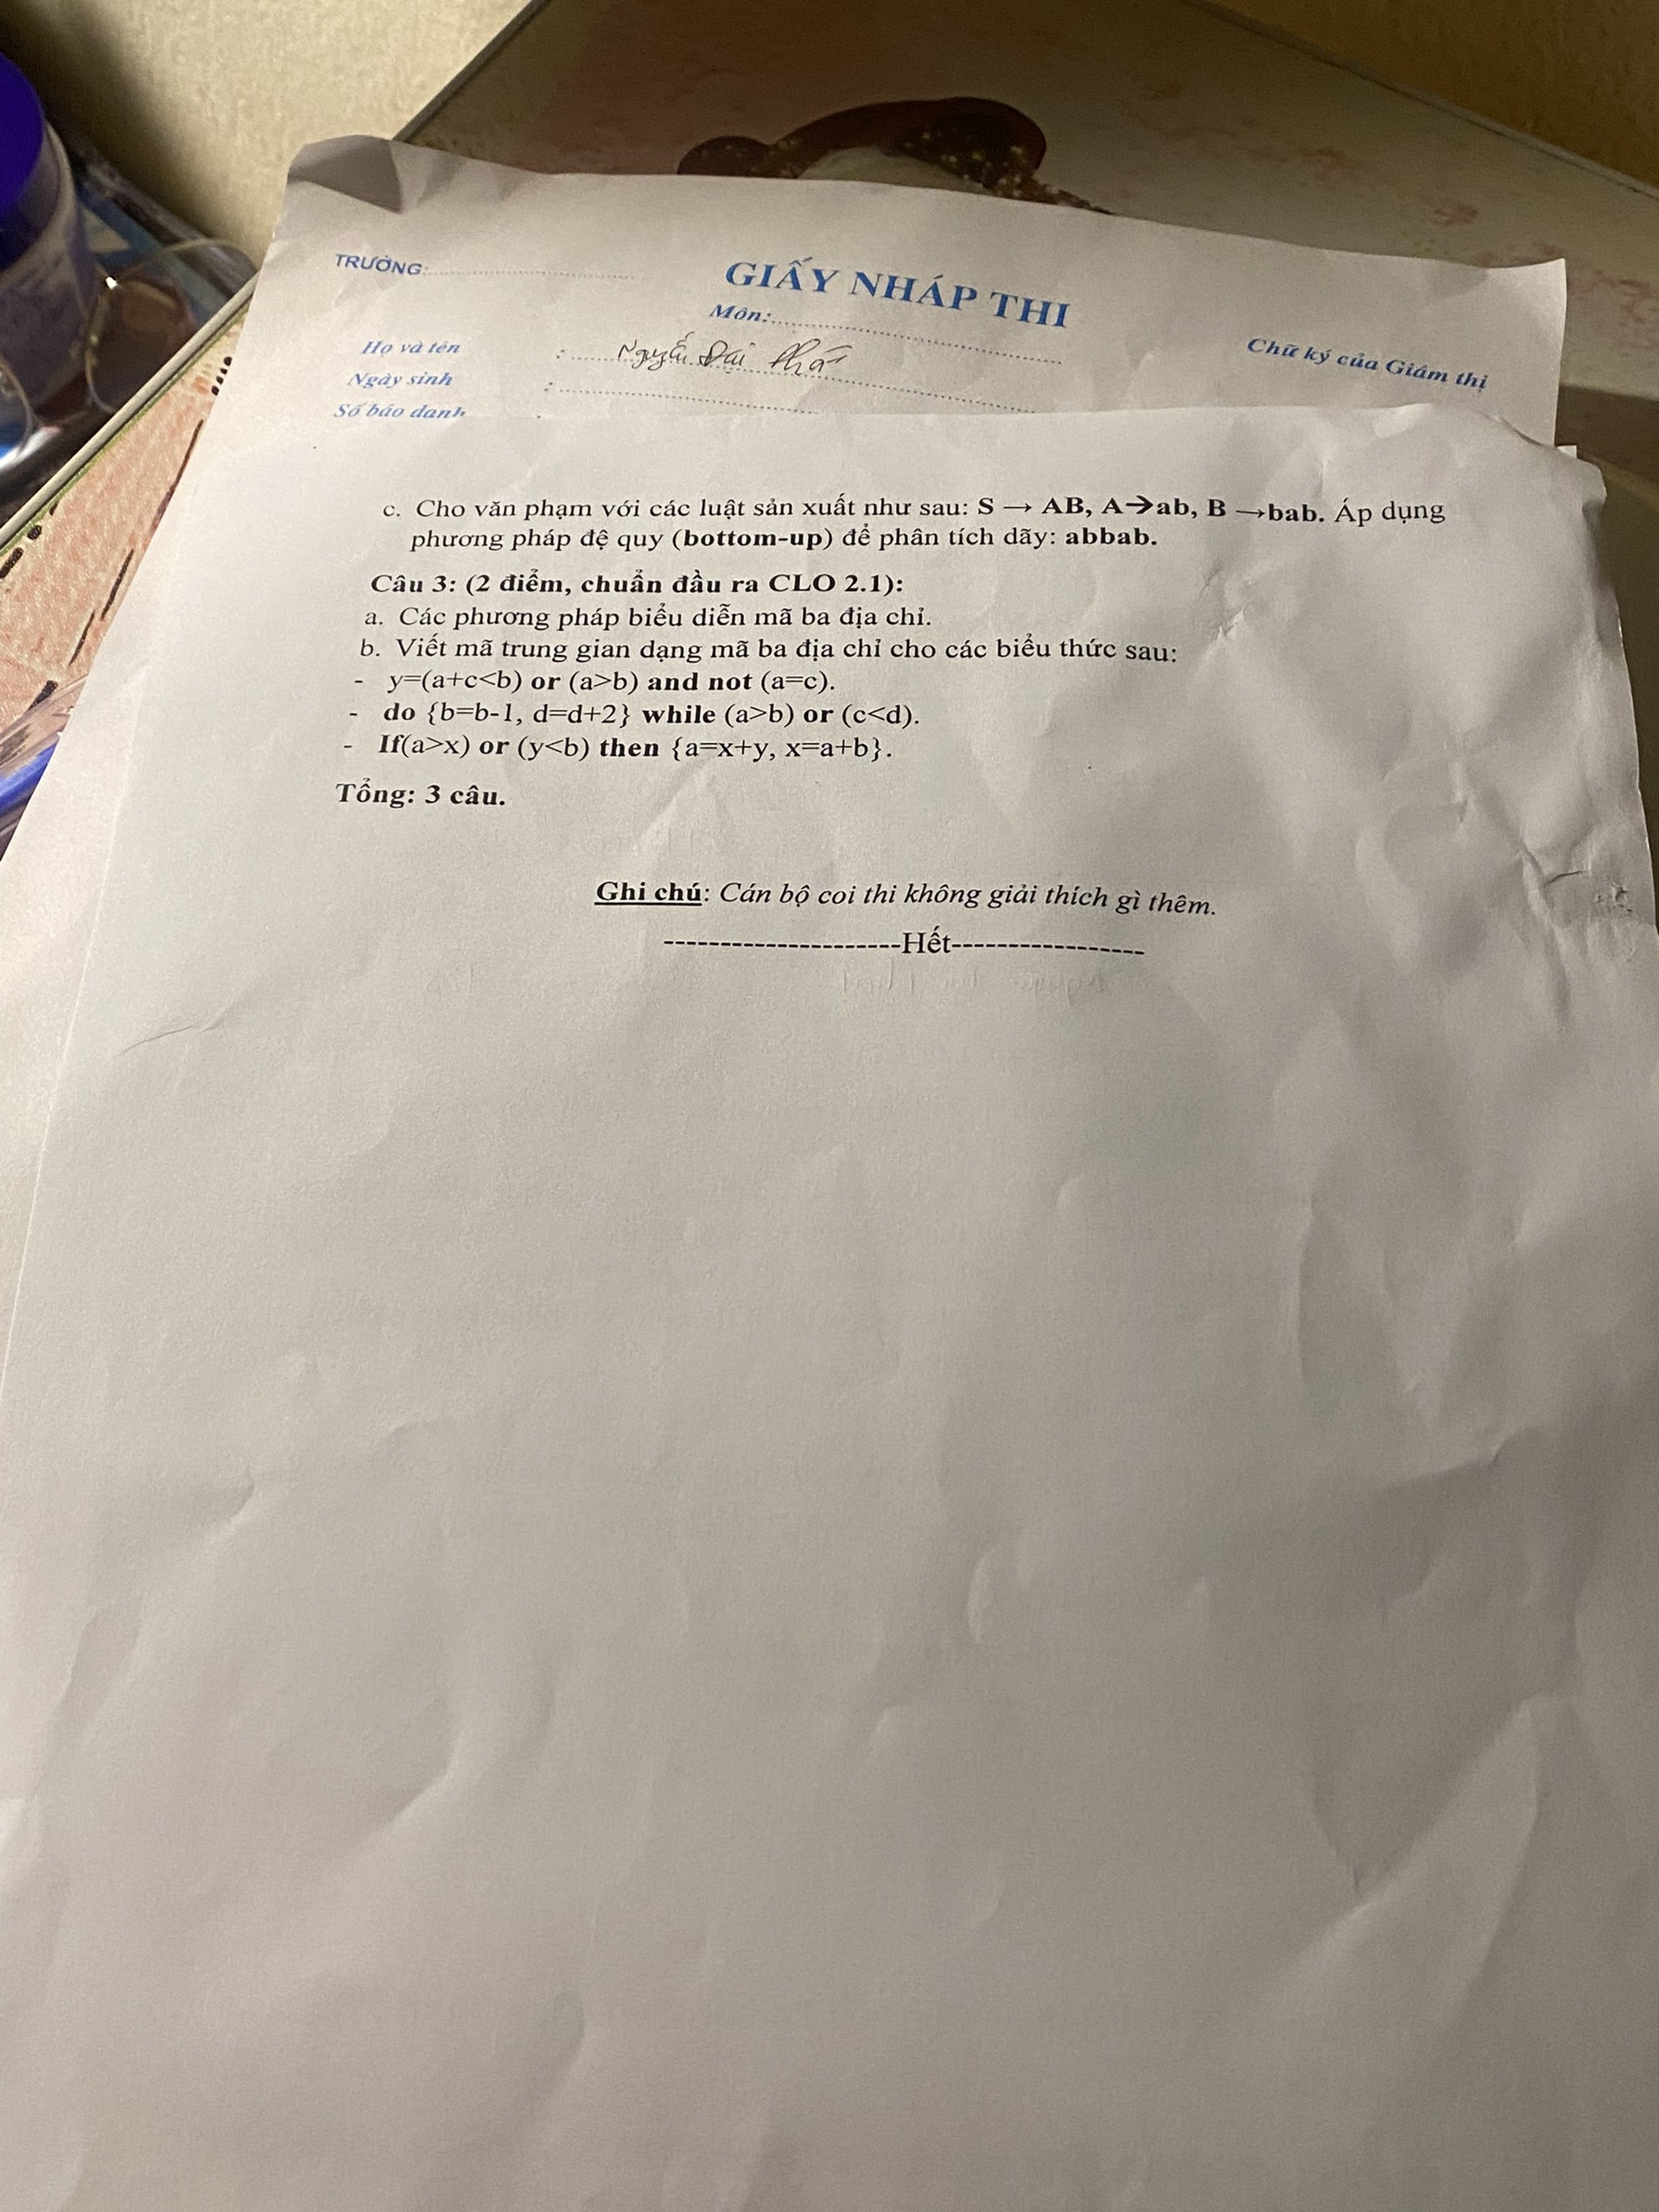 TRƯỜNG:
GIẤY NHÁP THI
Môn:
Họ và tên : Nguyễn Đại Phát
Chữ ký của Giám thị
Ngày sinh :
Số báo danh :
c. Cho văn phạm với các luật sản xuất như sau: S → AB, A→ab, B →bab. Áp dụng
phương pháp đệ quy (bottom-up) để phân tích dãy: abbab.
Câu 3: (2 điểm, chuẩn đầu ra CLO 2.1):
a. Các phương pháp biểu diễn mã ba địa chỉ.
b. Viết mã trung gian dạng mã ba địa chỉ cho các biểu thức sau:
- y=(a+c<b) or (a>b) and not (a=c).
- do {b=b-1, d=d+2} while (a>b) or (c<d).
- If(a>x) or (y<b) then {a=x+y, x=a+b}.
Tổng: 3 câu.
Ghi chú: Cán bộ coi thi không giải thích gì thêm.
---------------------Hết-----------------